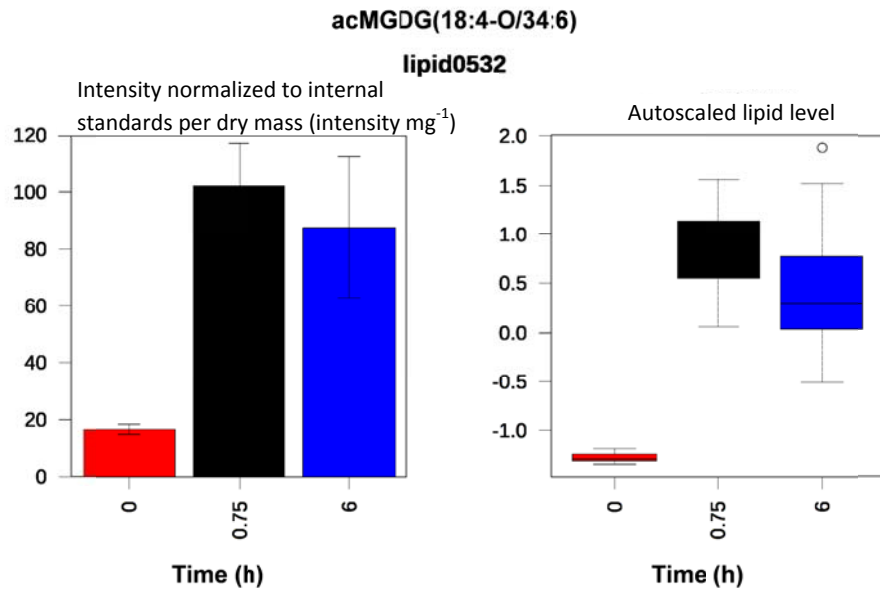 acMGDG(18:4-O/34:6)
lipid0532
Intensity normalized to internal
standards per dry mass (intensity mg⁻¹)
120
100
80
60
40
20
0
0
0.75
6
Time (h)
Autoscaled lipid level
2.0
1.5
1.0
0.5
0.0
-0.5
-1.0
0
0.75
6
Time (h)